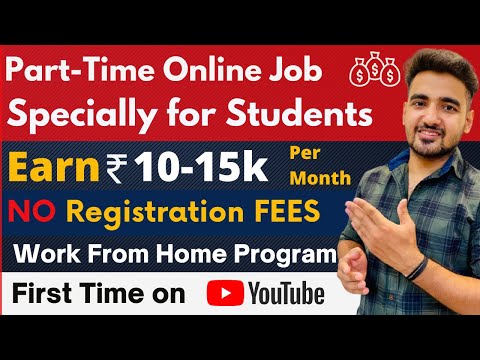 Part-Time Online Job
Specially for Students
Earn ₹ 10-15k Per Month
NO Registration FEES
Work From Home Program
First Time on YouTube